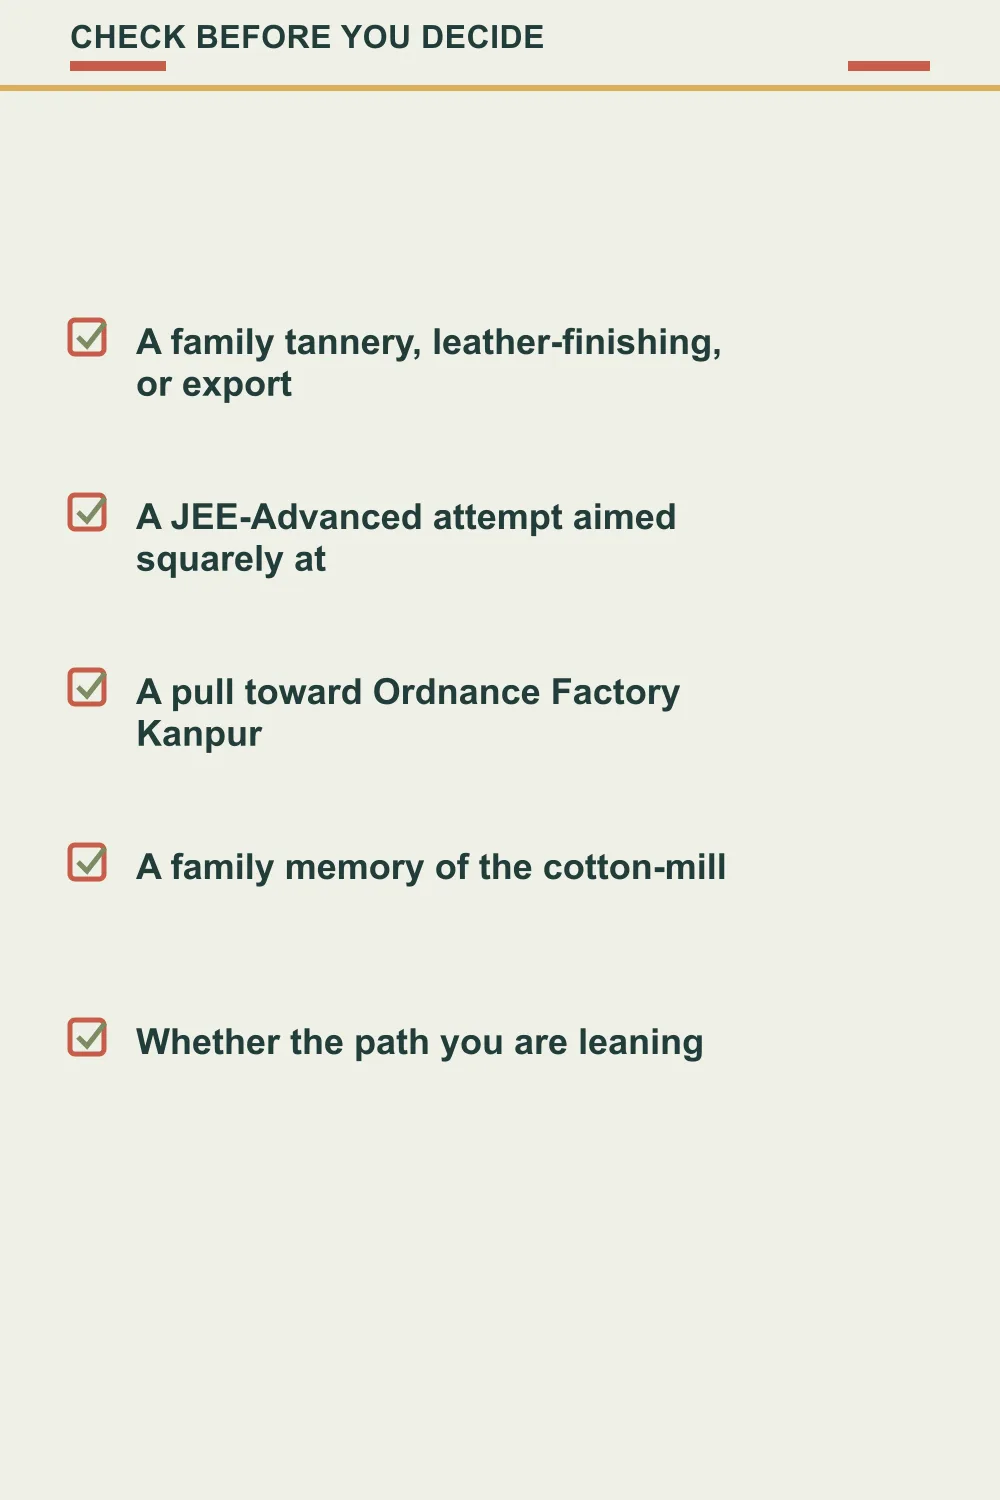 CHECK BEFORE YOU DECIDE
A family tannery, leather-finishing,
or export
A JEE-Advanced attempt aimed
squarely at
A pull toward Ordnance Factory
Kanpur
A family memory of the cotton-mill
Whether the path you are leaning